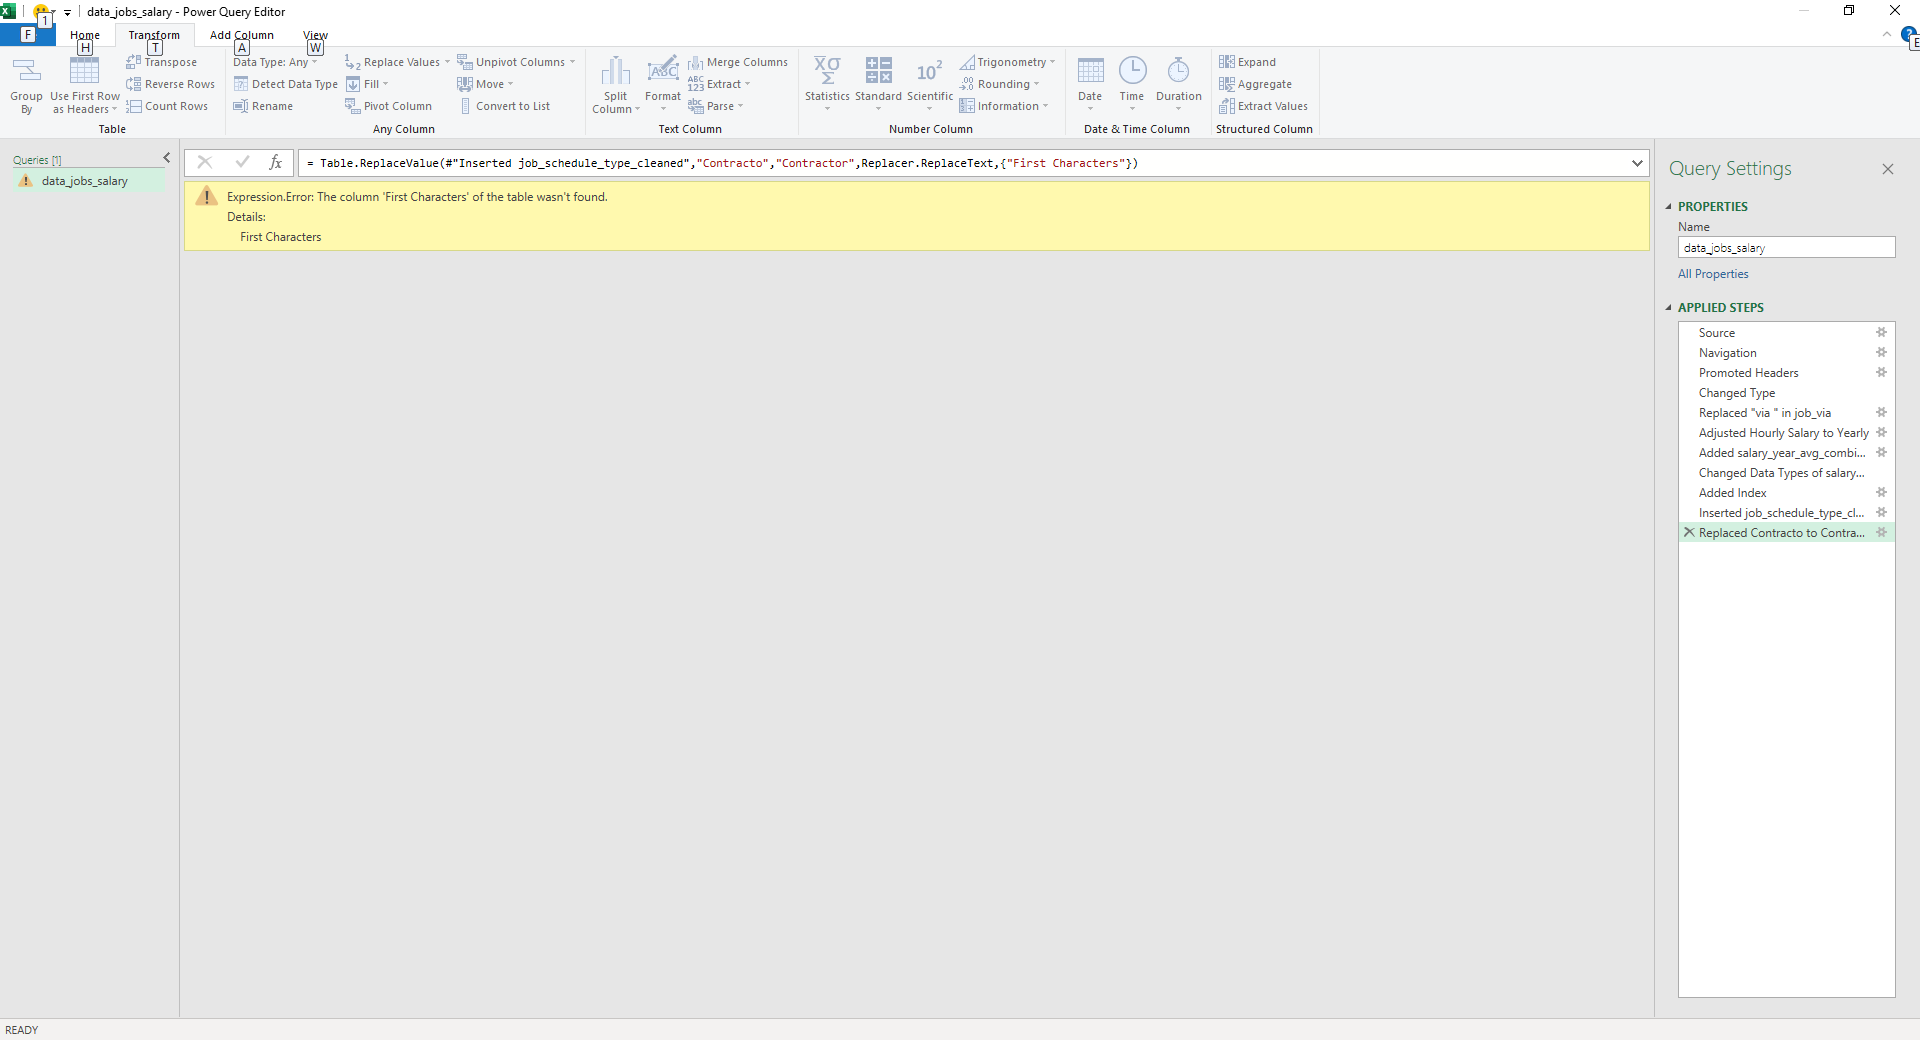 data_jobs_salary - Power Query Editor
1
F
Home
Transform
Add Column
View
H
T
A
W
?
E
Group By
Use First Row as Headers
Transpose
Reverse Rows
Count Rows
Table
Data Type: Any
Detect Data Type
Rename
Replace Values
Fill
Pivot Column
Unpivot Columns
Move
Convert to List
Any Column
Split Column
Format
Merge Columns
Extract
Parse
Text Column
Statistics
Standard
Scientific
Trigonometry
Rounding
Information
Number Column
Date
Time
Duration
Date & Time Column
Expand
Aggregate
Extract Values
Structured Column
Queries [1]
data_jobs_salary
fx
= Table.ReplaceValue(#"Inserted job_schedule_type_cleaned","Contracto","Contractor",Replacer.ReplaceText,{"First Characters"})
Expression.Error: The column 'First Characters' of the table wasn't found.
Details:
First Characters
Query Settings
PROPERTIES
Name
data_jobs_salary
All Properties
APPLIED STEPS
Source
Navigation
Promoted Headers
Changed Type
Replaced "via " in job_via
Adjusted Hourly Salary to Yearly
Added salary_year_avg_combi...
Changed Data Types of salary...
Added Index
Inserted job_schedule_type_cl...
Replaced Contracto to Contra...
READY